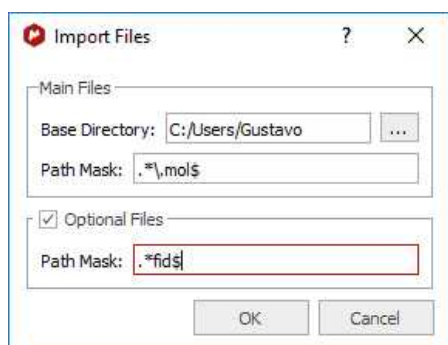 Import Files ? ×
Main Files
Base Directory: C:/Users/Gustavo ...
Path Mask: .*\.mol$
Optional Files
Path Mask: .*fid$
OK Cancel